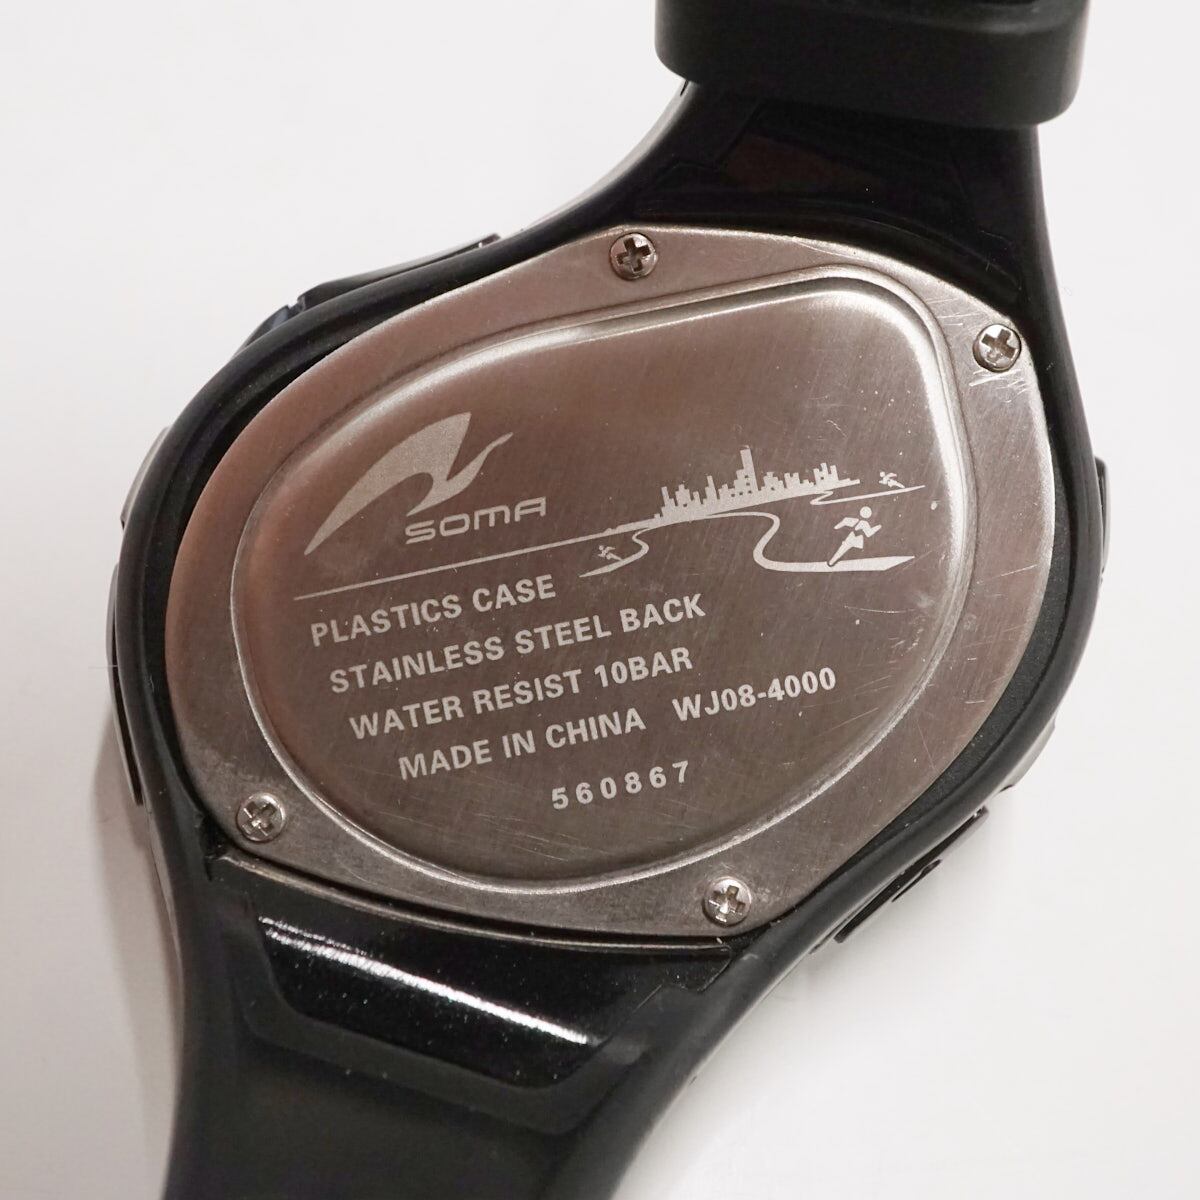 SOMA
PLASTICS CASE
STAINLESS STEEL BACK
WATER RESIST 10BAR
MADE IN CHINA WJ08-4000
560867